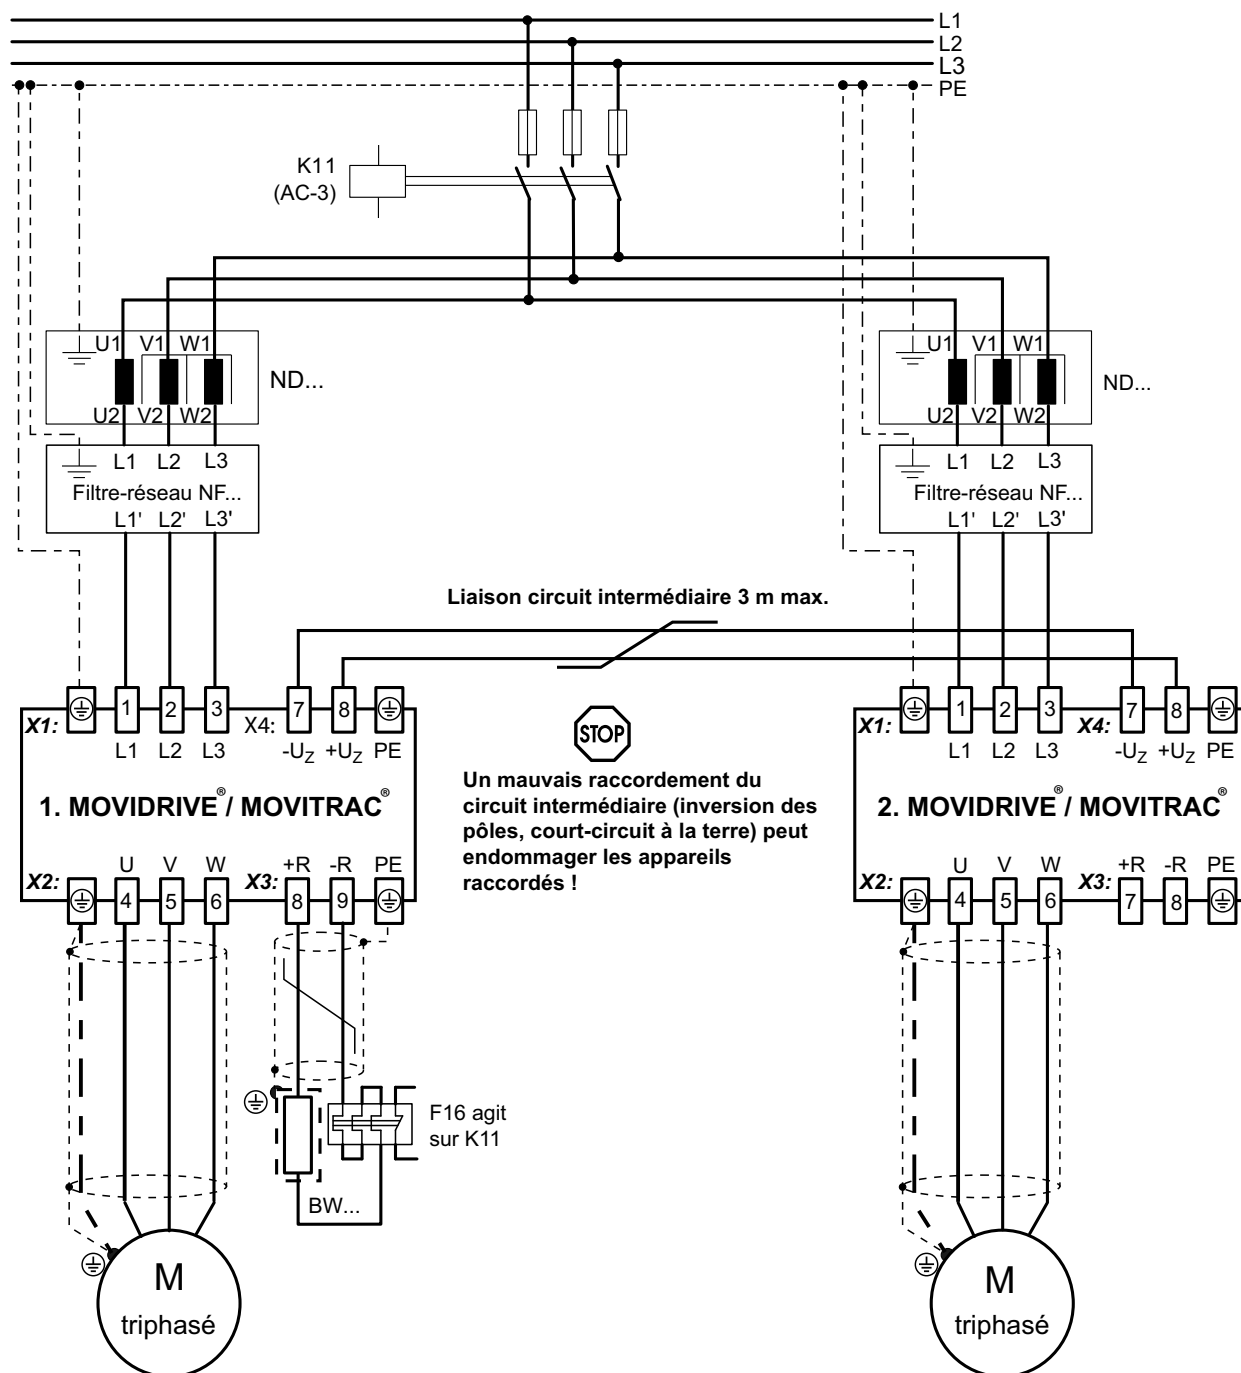 L1
L2
L3
PE
K11
(AC-3)
U1 V1 W1
ND...
U2 V2 W2
L1 L2 L3
Filtre-réseau NF...
L1' L2' L3'
U1 V1 W1
ND...
U2 V2 W2
L1 L2 L3
Filtre-réseau NF...
L1' L2' L3'
Liaison circuit intermédiaire 3 m max.
X1: 1 2 3 X4: 7 8
L1 L2 L3 -UZ +UZ PE
1. MOVIDRIVE® / MOVITRAC®
U V W +R -R PE
X2: 4 5 6 X3: 8 9
STOP
Un mauvais raccordement du
circuit intermédiaire (inversion des
pôles, court-circuit à la terre) peut
endommager les appareils
raccordés !
X1: 1 2 3 X4: 7 8
L1 L2 L3 -UZ +UZ PE
2. MOVIDRIVE® / MOVITRAC®
U V W +R -R PE
X2: 4 5 6 X3: 7 8
F16 agit
sur K11
BW...
M
triphasé
M
triphasé